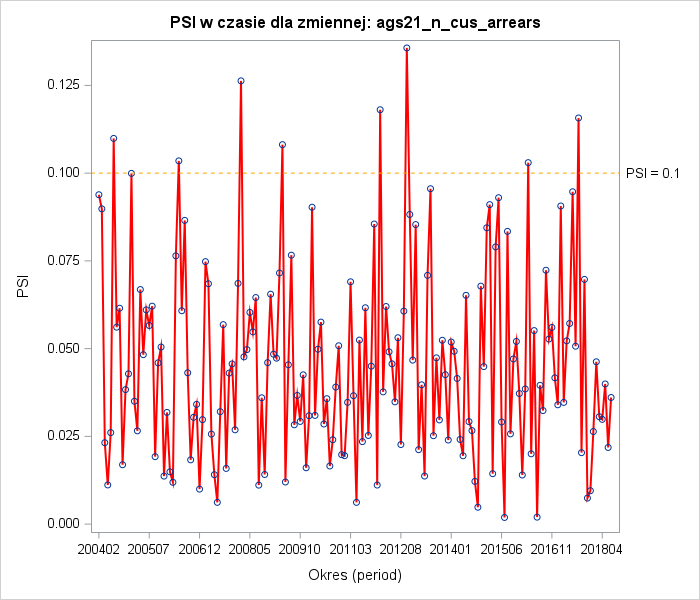 PSI w czasie dla zmiennej: ags21_n_cus_arrears
0.125
0.100
0.075
0.050
0.025
0.000
PSI
PSI = 0.1
200402 200507 200612 200805 200910 201103 201208 201401 201506 201611 201804
Okres (period)